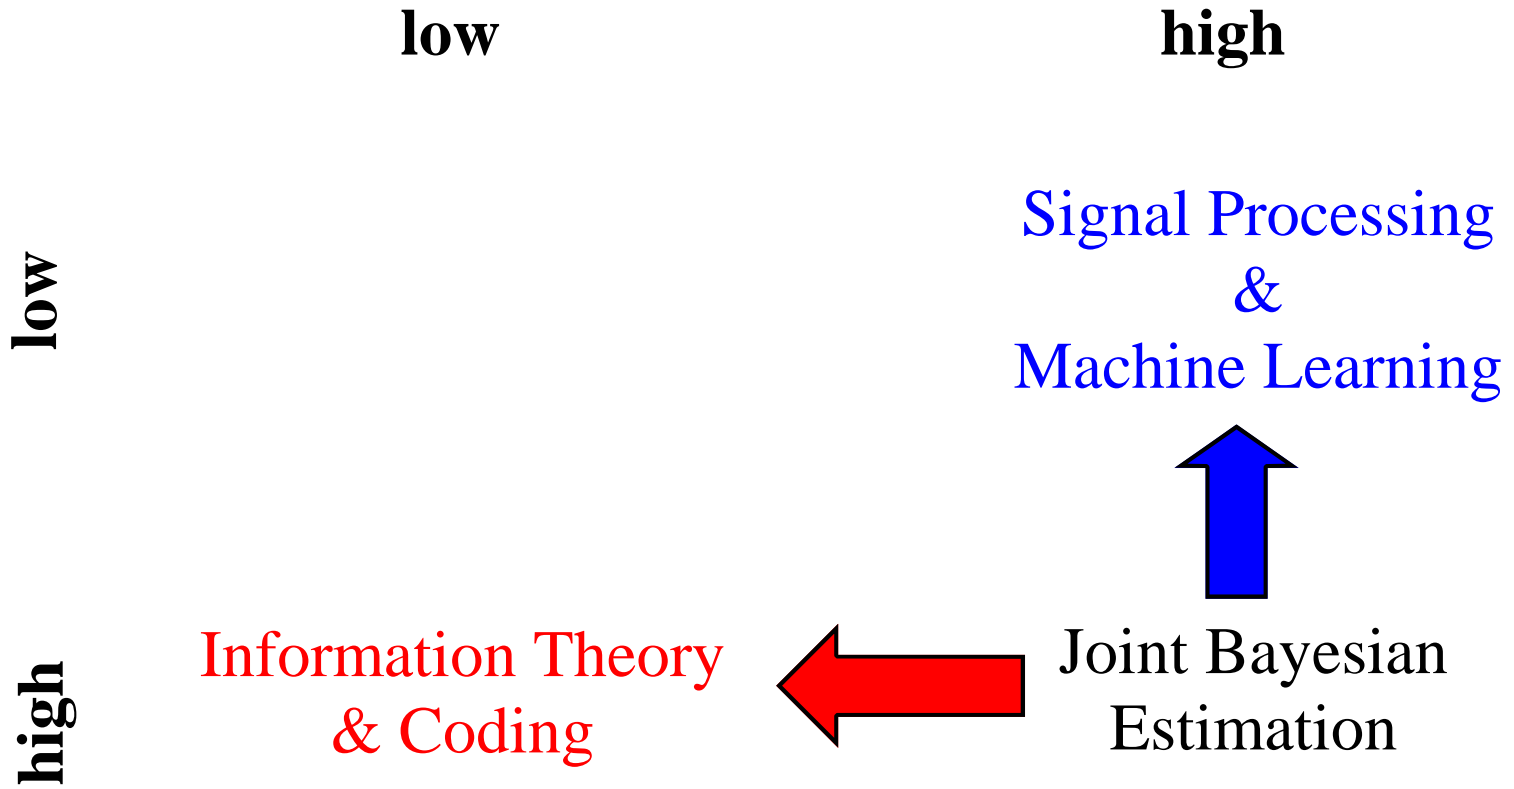 low
high
low
Signal Processing
&
Machine Learning
high
Information Theory
& Coding
Joint Bayesian
Estimation